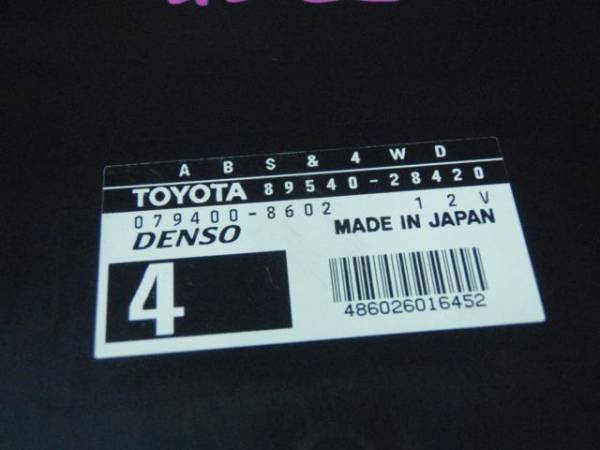 ABS & 4WD
TOYOTA 89540-28420
079400-8602 12V
DENSO MADE IN JAPAN
4
486026016452